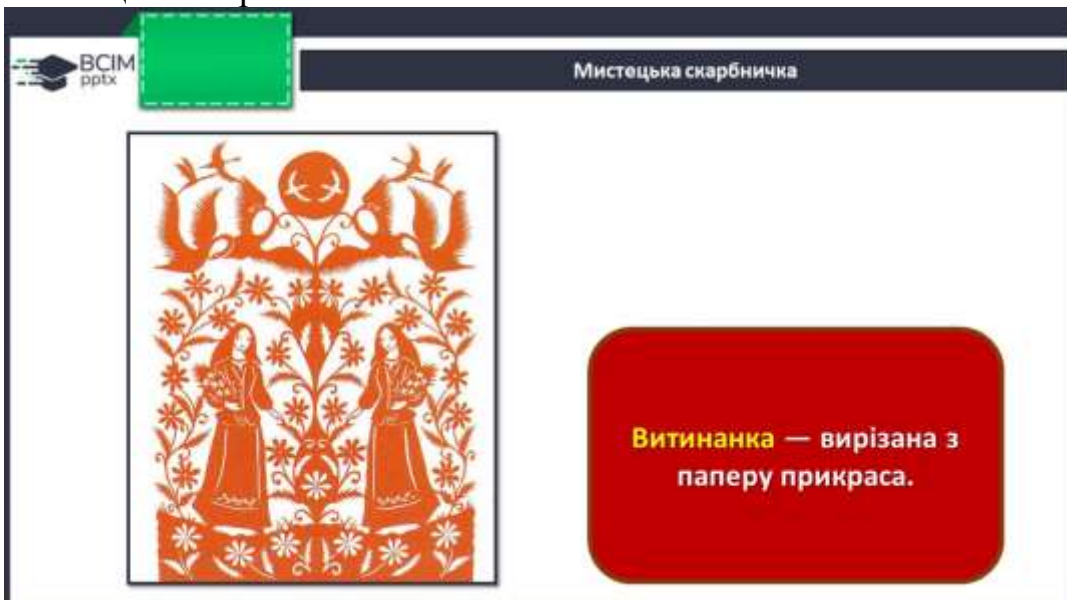 ВСІМ
pptx
Мистецька скарбничка
Витинанка — вирізана з
паперу прикраса.